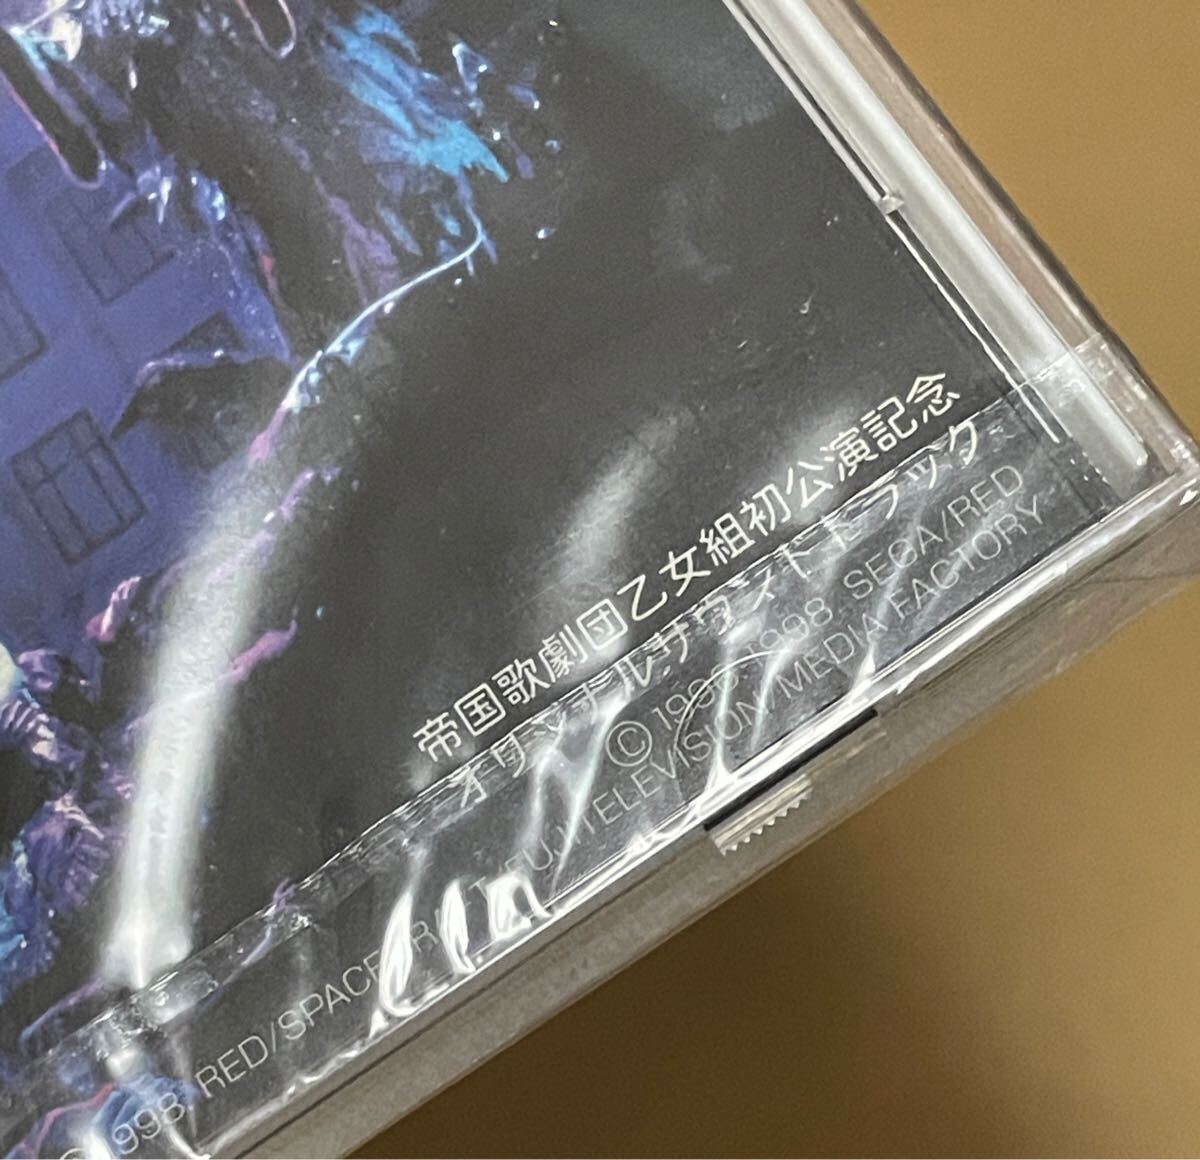 帝国歌劇団乙女組初公演記念
オリジナルサウンドトラック
1998 SEGA/RED
©1998 RED/SPACE FUJI TELEVISION/MEDIA FACTORY